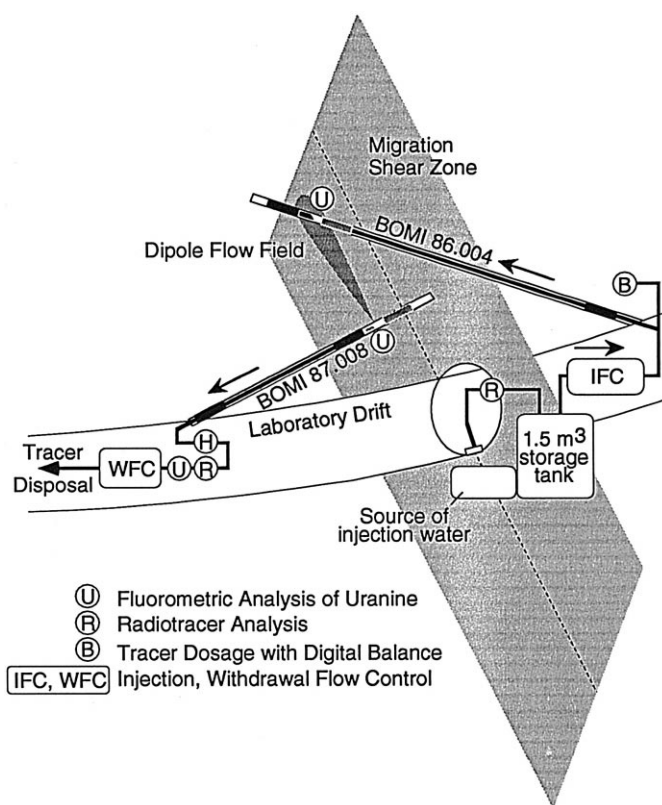 Migration
Shear Zone
U
Dipole Flow Field
BOMI 86.004
B
U
BOMI 87.008
IFC
R
Laboratory Drift
1.5 m³
storage
tank
H
Tracer
Disposal
WFC
U
R
Source of
injection water
U Fluorometric Analysis of Uranine
R Radiotracer Analysis
B Tracer Dosage with Digital Balance
IFC, WFC Injection, Withdrawal Flow Control